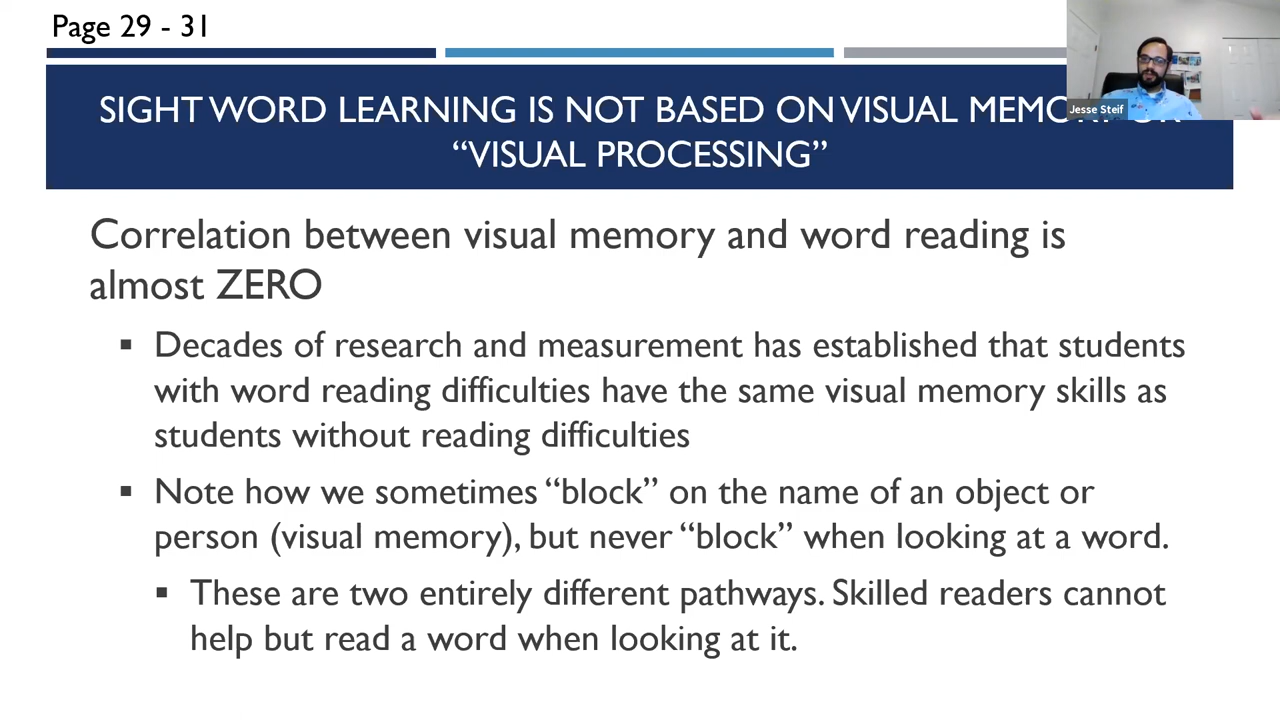 Page 29 - 31
Jesse Steif
SIGHT WORD LEARNING IS NOT BASED ON VISUAL
“VISUAL PROCESSING”
Correlation between visual memory and word reading is
almost ZERO
▪ Decades of research and measurement has established that students
with word reading difficulties have the same visual memory skills as
students without reading difficulties
▪ Note how we sometimes “block” on the name of an object or
person (visual memory), but never “block” when looking at a word.
▪ These are two entirely different pathways. Skilled readers cannot
help but read a word when looking at it.